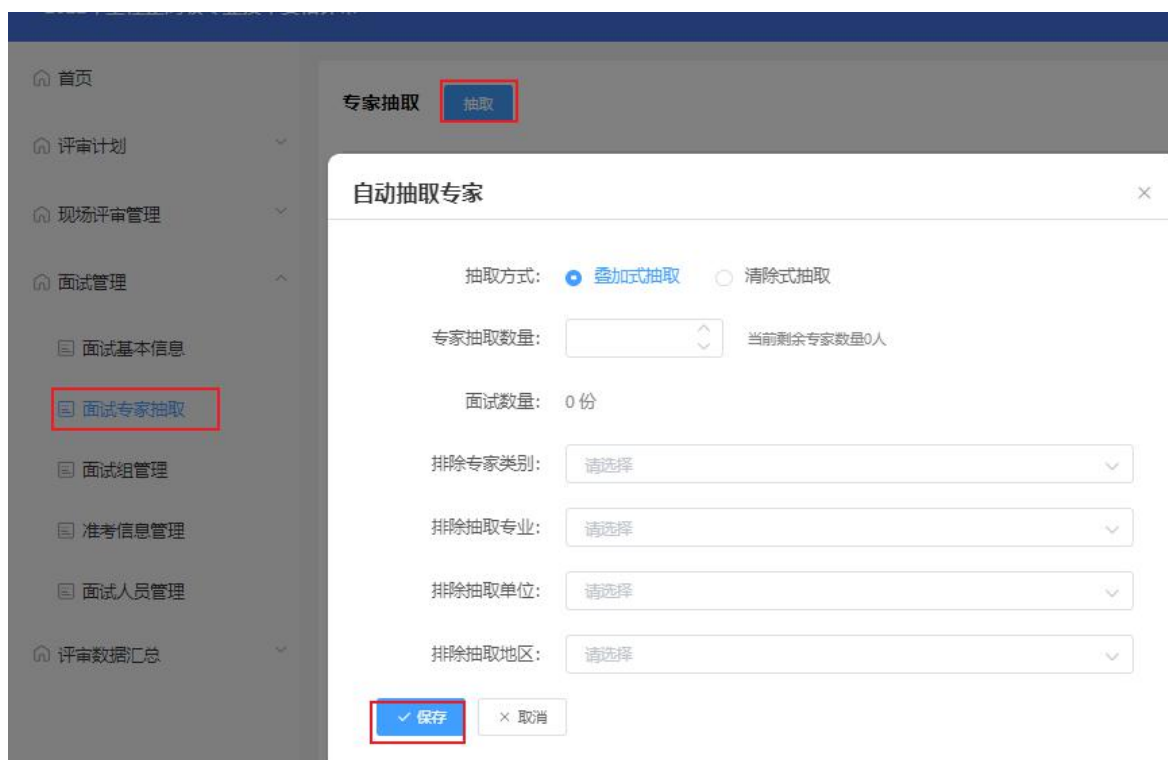 首页
专家抽取 抽取
评审计划
自动抽取专家
现场评审管理
抽取方式: 叠加式抽取 清除式抽取
面试管理
专家抽取数量: 当前剩余专家数量0人
面试基本信息
面试数量: 0 份
面试专家抽取
排除专家类别: 请选择
面试组管理
排除抽取专业: 请选择
准考信息管理
排除抽取单位: 请选择
面试人员管理
排除抽取地区: 请选择
评审数据汇总
保存 取消